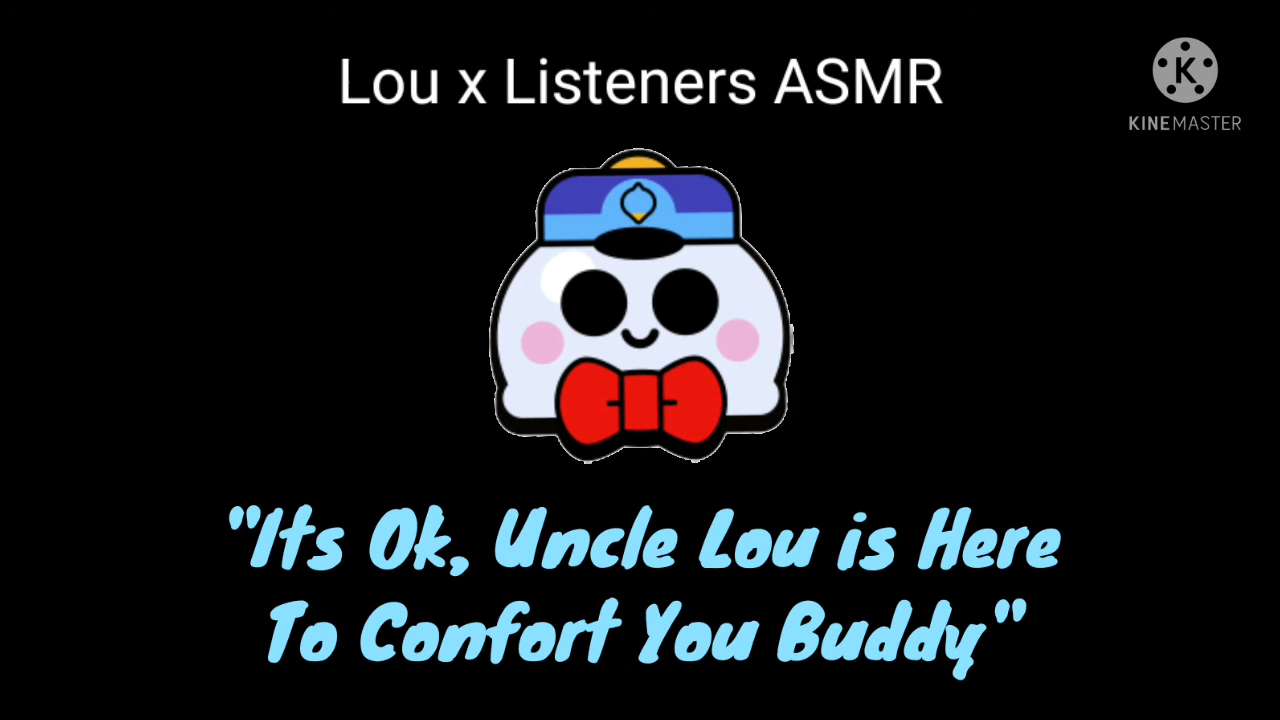 Lou x Listeners ASMR
K
KINEMASTER
"Its Ok, Uncle Lou is Here
To Confort You Buddy"